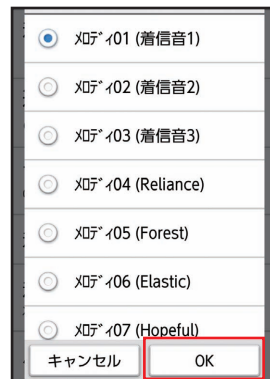 ﾒﾛﾃﾞｨ01 (着信音1)
ﾒﾛﾃﾞｨ02 (着信音2)
ﾒﾛﾃﾞｨ03 (着信音3)
ﾒﾛﾃﾞｨ04 (Reliance)
ﾒﾛﾃﾞｨ05 (Forest)
ﾒﾛﾃﾞｨ06 (Elastic)
ﾒﾛﾃﾞｨ07 (Hopeful)
キャンセル OK